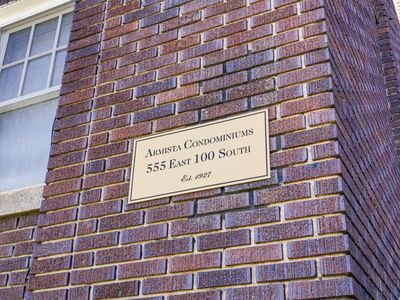 Armista Condominiums
555 East 100 South
Est. 1927